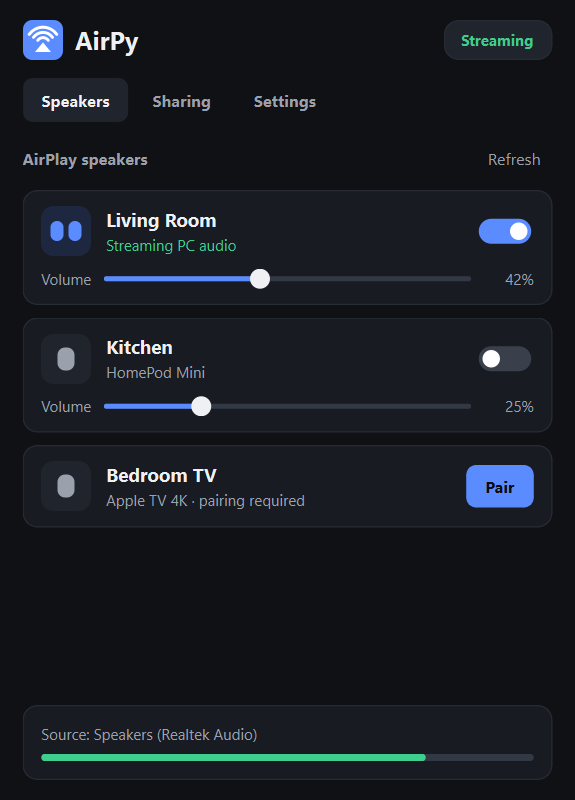 AirPy
Streaming
Speakers Sharing Settings
AirPlay speakers Refresh
Living Room
Streaming PC audio
Volume 42%
Kitchen
HomePod Mini
Volume 25%
Bedroom TV
Apple TV 4K · pairing required
Pair
Source: Speakers (Realtek Audio)